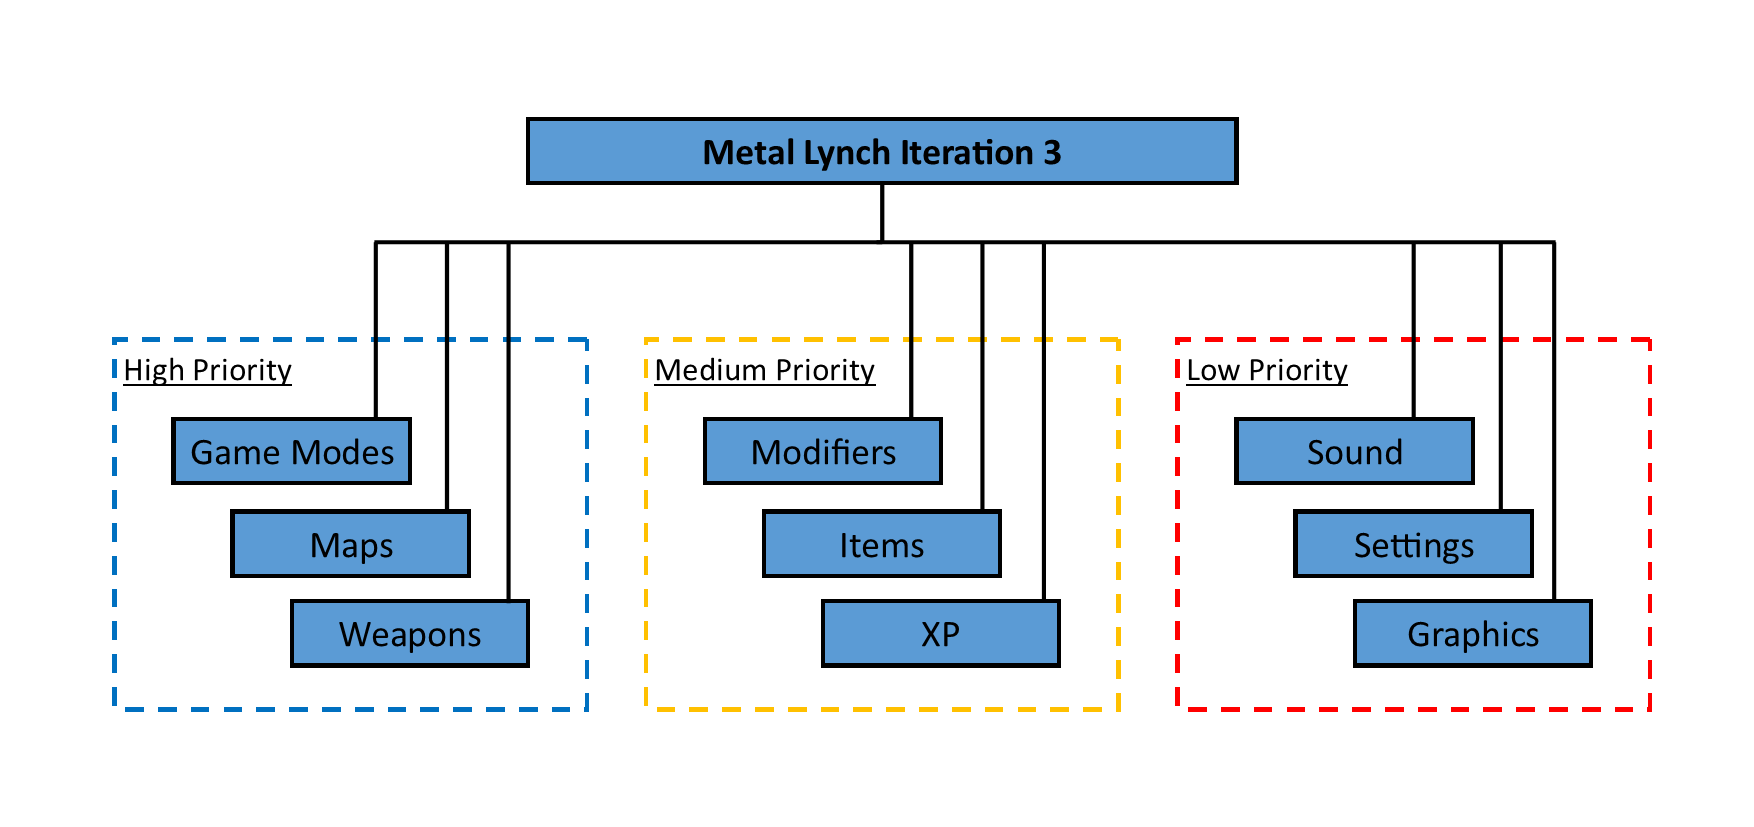 Metal Lynch Iteration 3
High Priority
Game Modes
Maps
Weapons
Medium Priority
Modifiers
Items
XP
Low Priority
Sound
Settings
Graphics